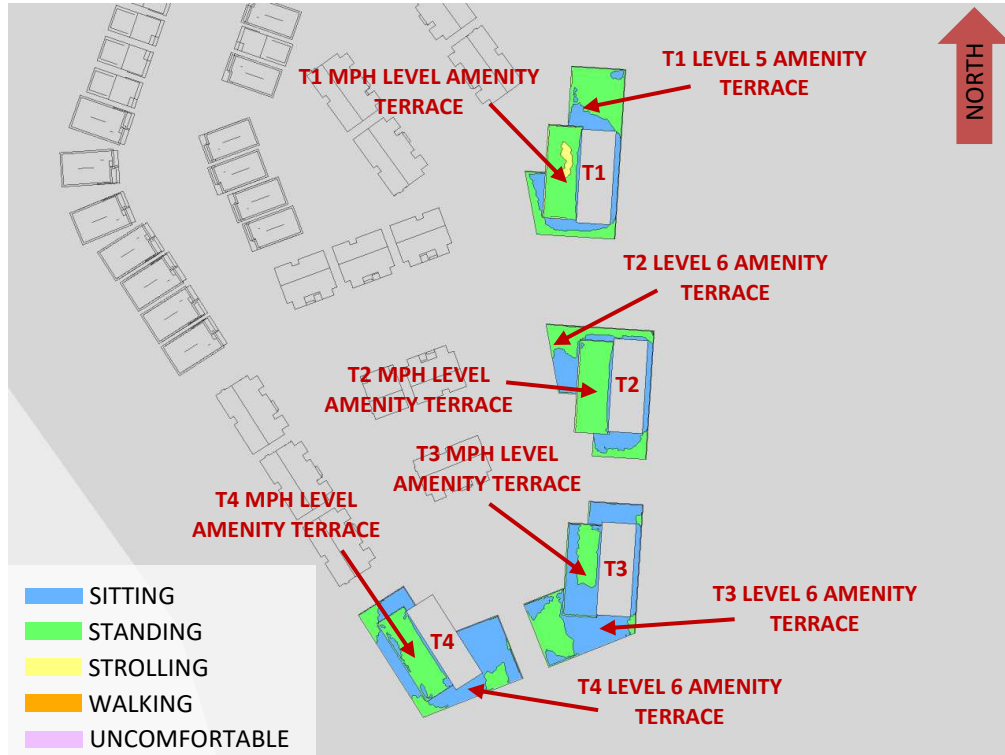 NORTH
T1 MPH LEVEL AMENITY
TERRACE
T1 LEVEL 5 AMENITY
TERRACE
T1
T2 LEVEL 6 AMENITY
TERRACE
T2 MPH LEVEL
AMENITY TERRACE
T2
T3 MPH LEVEL
AMENITY TERRACE
T4 MPH LEVEL
AMENITY TERRACE
T3
T3 LEVEL 6 AMENITY
TERRACE
T4
T4 LEVEL 6 AMENITY
TERRACE
SITTING
STANDING
STROLLING
WALKING
UNCOMFORTABLE